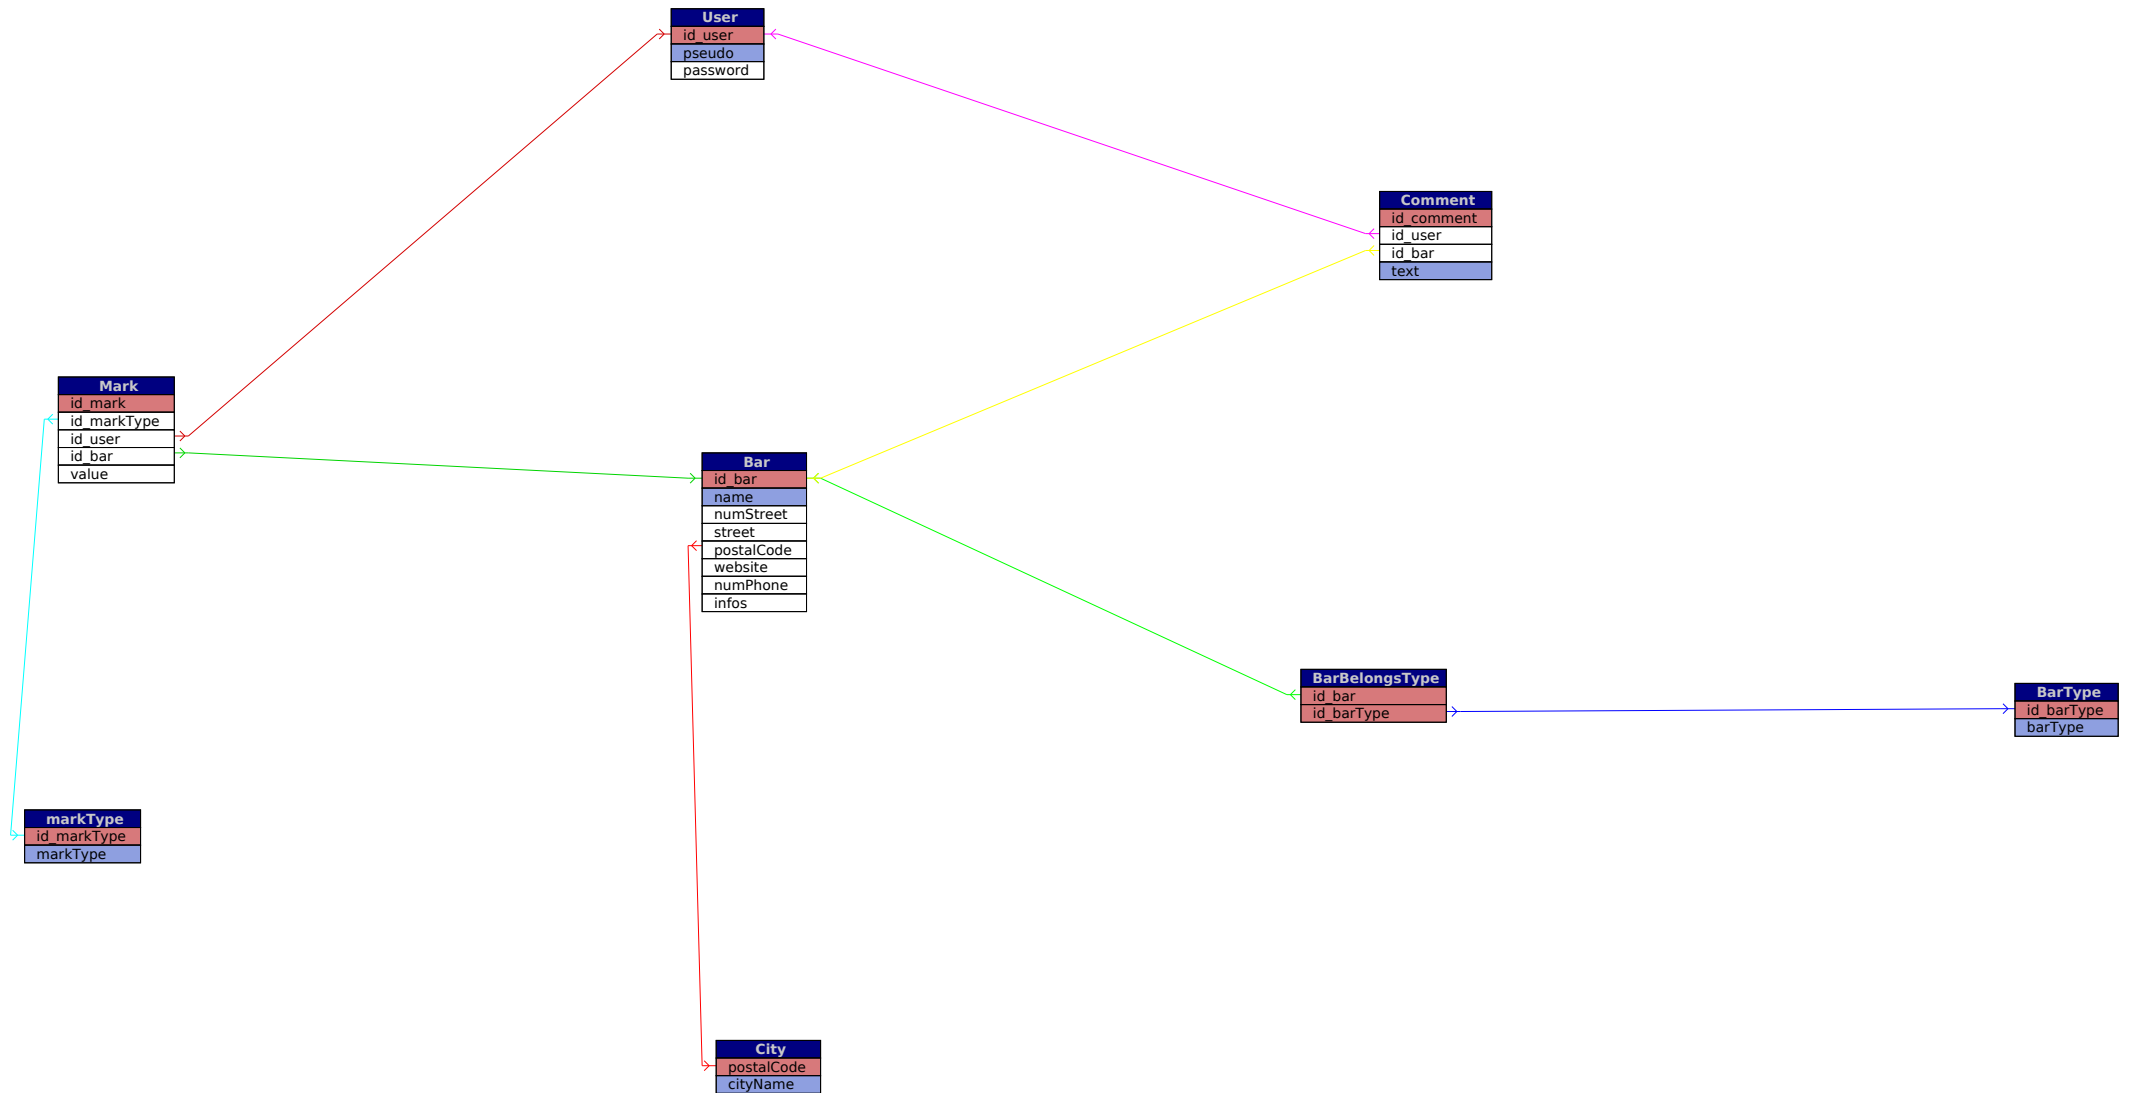 User
id_user
pseudo
password
Comment
id_comment
id_user
id_bar
text
Mark
id_mark
id_markType
id_user
id_bar
value
Bar
id_bar
name
numStreet
street
postalCode
website
numPhone
infos
BarBelongsType
id_bar
id_barType
BarType
id_barType
barType
markType
id_markType
markType
City
postalCode
cityName